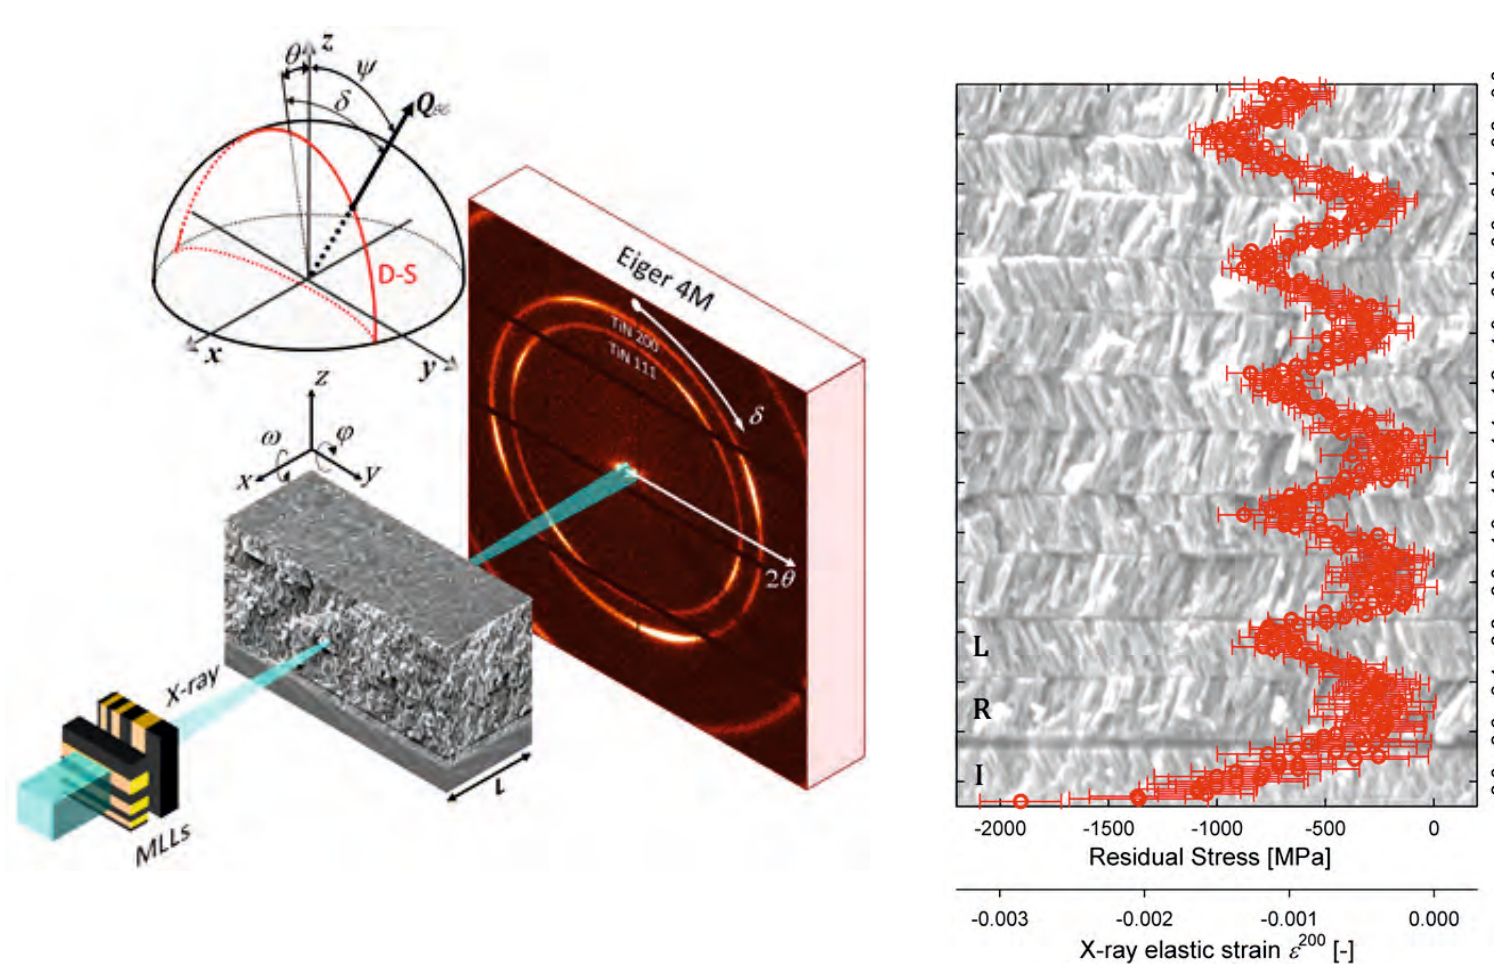 θ
z
ψ
δ
Q
D-S
x
y
Eiger 4M
TiN 200
TiN 111
δ
2θ
z
ω
φ
x
y
X-ray
L
MLLs
L
R
I
-2000 -1500 -1000 -500 0
Residual Stress [MPa]
-0.003 -0.002 -0.001 0.000
X-ray elastic strain ε²⁰⁰ [-]